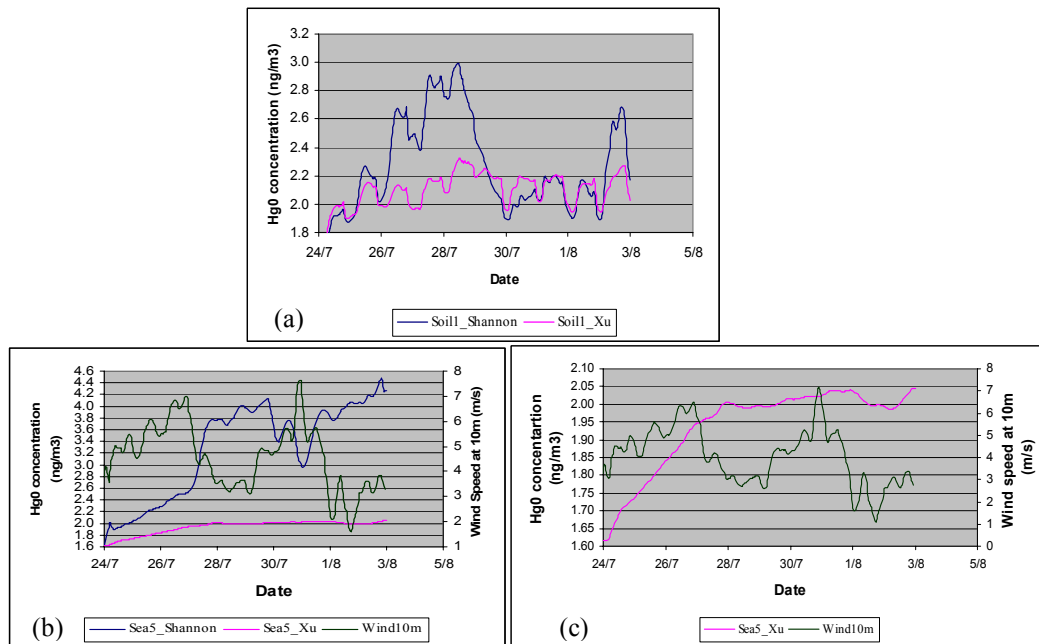 3.2
3.0
2.8
2.6
2.4
2.2
2.0
1.8
Hg0 concentration (ng/m3)
24/7 26/7 28/7 30/7 1/8 3/8 5/8
Date
(a)
Soil1_Shannon Soil1_Xu
4.6
4.4
4.2
4.0
3.8
3.6
3.4
3.2
3.0
2.8
2.6
2.4
2.2
2.0
1.8
1.6
Hg0 concentration
(ng/m3)
8
7
6
5
4
3
2
1
Wind Speed at 10m (m/s)
24/7 26/7 28/7 30/7 1/8 3/8 5/8
Date
(b)
Sea5_Shannon Sea5_Xu Wind10m
2.10
2.05
2.00
1.95
1.90
1.85
1.80
1.75
1.70
1.65
1.60
Hg0 concentartion
(ng/m3)
8
7
6
5
4
3
2
1
0
Wind speed at 10m
(m/s)
24/7 26/7 28/7 30/7 1/8 3/8 5/8
Date
(c)
Sea5_Xu Wind10m